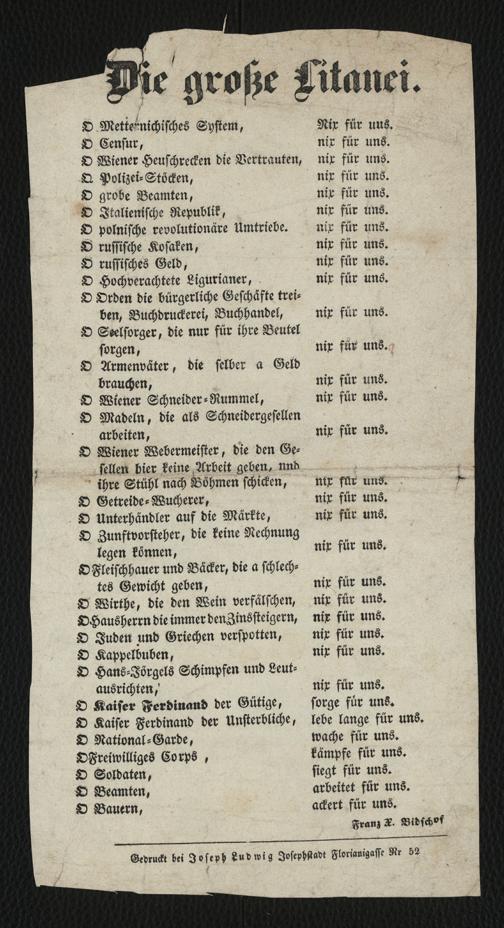 Die große Litanei.
O Metternichisches System, Nix für uns.
O Censur, nix für uns.
O Wiener Heuschrecken die Vertrauten, nix für uns.
O Polizei-Stöcken, nix für uns.
O grobe Beamten, nix für uns.
O Italienische Republik, nix für uns.
O polnische revolutionäre Umtriebe. nix für uns.
O russische Kosaken, nix für uns.
O russisches Geld, nix für uns.
O Hochverachtete Ligurianer, nix für uns.
O Orden die bürgerliche Geschäfte trei-
ben, Buchdruckerei, Buchhandel, nix für uns.
O Seelsorger, die nur für ihre Beutel
sorgen, nix für uns.
O Armenväter, die selber a Geld
brauchen, nix für uns.
O Wiener Schneider-Rummel, nix für uns.
O Madeln, die als Schneidergesellen
arbeiten, nix für uns.
O Wiener Webermeister, die den Ge-
sellen hier keine Arbeit geben, nnd
ihre Stühl nach Böhmen schicken, nix für uns.
O Getreide-Wucherer, nix für uns.
O Unterhändler auf die Märkte, nix für uns.
O Zunftvorsteher, die keine Rechnung
legen können, nix für uns.
O Fleischhauer und Bäcker, die a schlech-
tes Gewicht geben, nix für uns.
O Wirthe, die den Wein verfälschen, nix für uns.
O Hausherrn die immer den Zinssteigern, nix für uns.
O Juden und Griechen verspotten, nix für uns.
O Kappelbuben, nix für uns.
O Hans-Jörgels Schimpfen und Leut-
ausrichten, nix für uns.
O Kaiser Ferdinand der Gütige, sorge für uns.
O Kaiser Ferdinand der Unsterbliche, lebe lange für uns.
O National-Garde, wache für uns.
O Freiwilliges Corps, kämpfe für uns.
O Soldaten, siegt für uns.
O Beamten, arbeitet für uns.
O Bauern, ackert für uns.
Franz X. Bidschof
Gedruckt bei Joseph Ludwig Josephstadt Florianigasse Nr 52